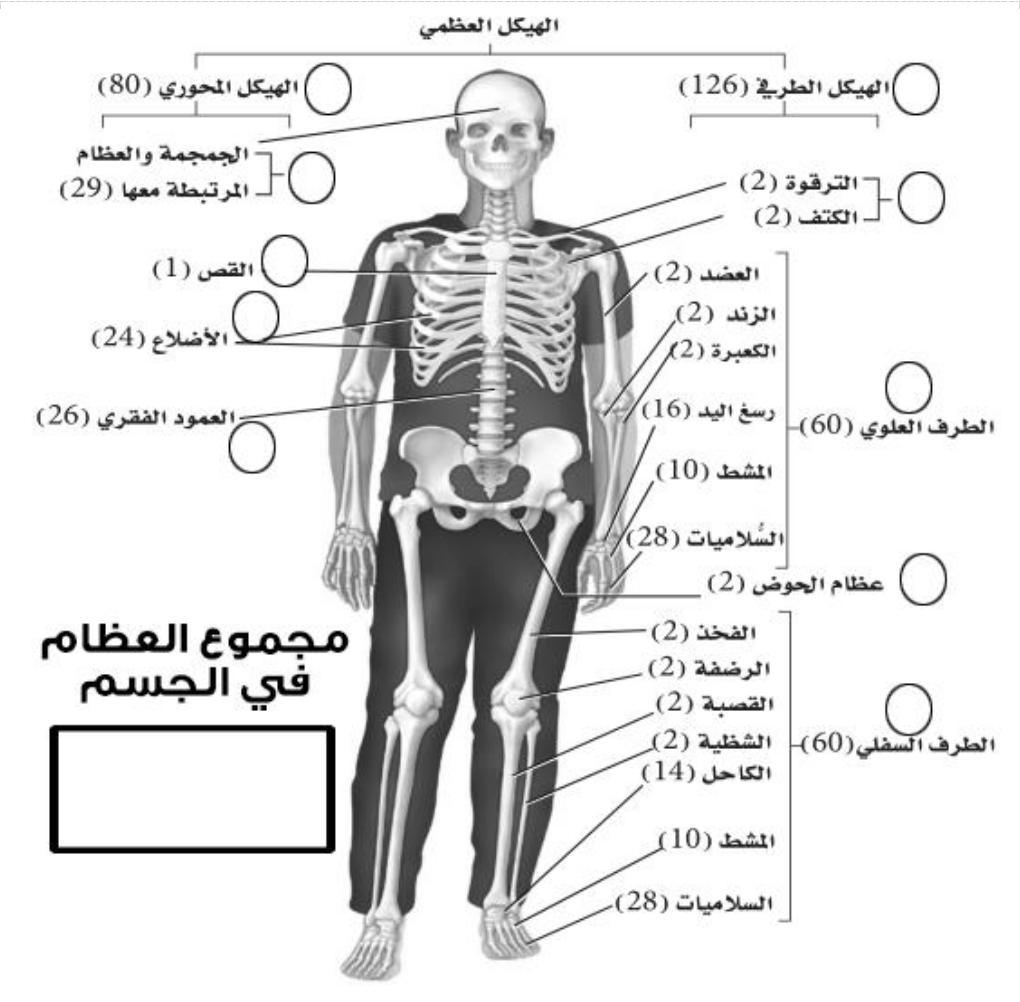 الهيكل العظمي
الهيكل الطرفي (126)
الترقوة (2)
الكتف (2)
العضد (2)
الزند (2)
الكعبرة (2)
رسغ اليد (16)
المشط (10)
السُّلاميات (28)
الطرف العلوي (60)
عظام الحوض (2)
الفخذ (2)
الرضفة (2)
القصبة (2)
الشظية (2)
الكاحل (14)
المشط (10)
السلاميات (28)
الطرف السفلي (60)
الهيكل المحوري (80)
الجمجمة والعظام
المرتبطة معها (29)
القص (1)
الأضلاع (24)
العمود الفقري (26)
مجموع العظام
في الجسم